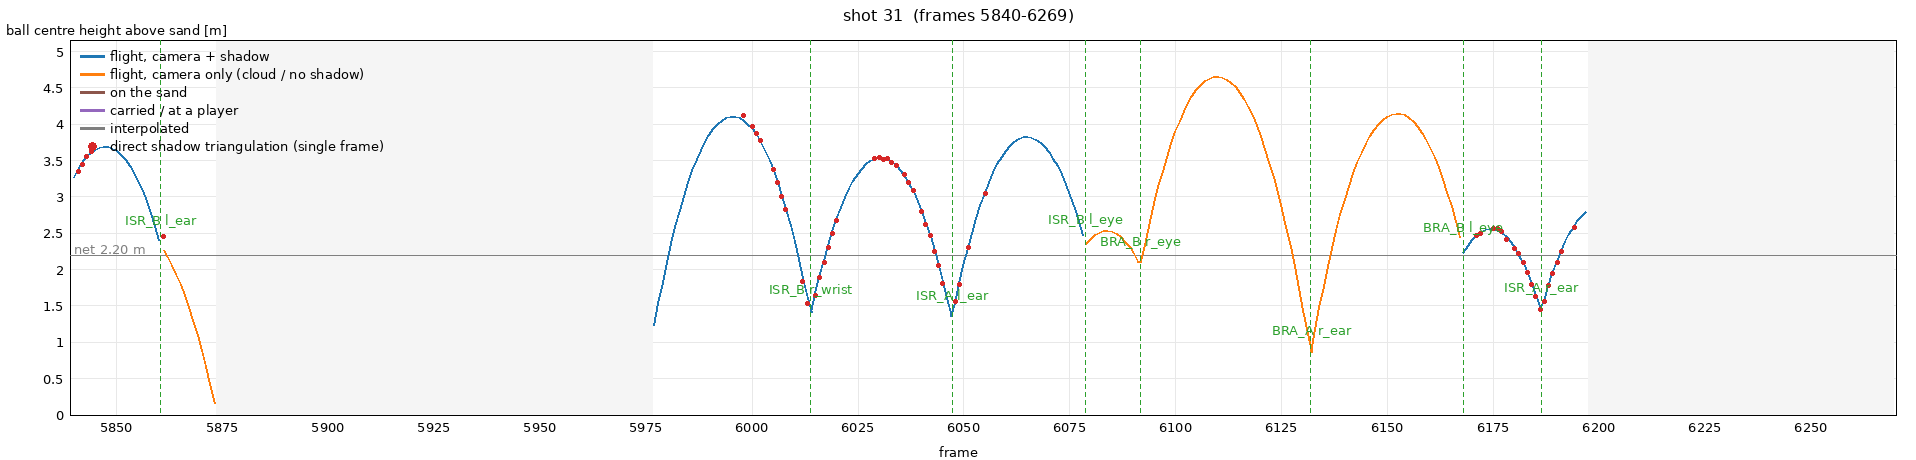 shot 31  (frames 5840-6269)
ball centre height above sand [m]
flight, camera + shadow
flight, camera only (cloud / no shadow)
on the sand
carried / at a player
interpolated
direct shadow triangulation (single frame)
5
4.5
4
3.5
3
2.5
2
1.5
1
0.5
0
net 2.20 m
ISR_B l_ear
ISR_B r_wrist
ISR_A l_ear
ISR_B l_eye
BRA_B r_eye
BRA_A r_ear
BRA_B l_eye
5850 5875 5900 5925 5950 5975 6000 6025 6050 6075 6100 6125 6150 6175 6200 6225 6250
frame